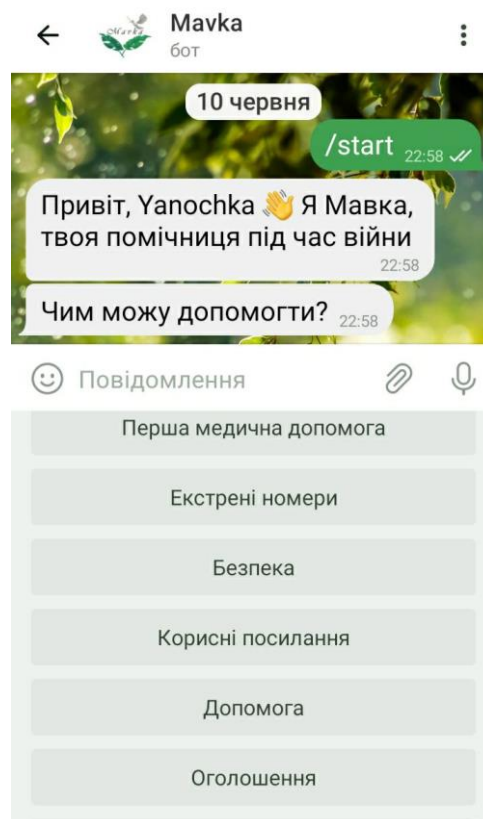 Mavka
бот
10 червня
/start 22:58
Привіт, Yanochka 👋 Я Мавка,
твоя помічниця під час війни
22:58
Чим можу допомогти? 22:58
Повідомлення
Перша медична допомога
Екстрені номери
Безпека
Корисні посилання
Допомога
Оголошення